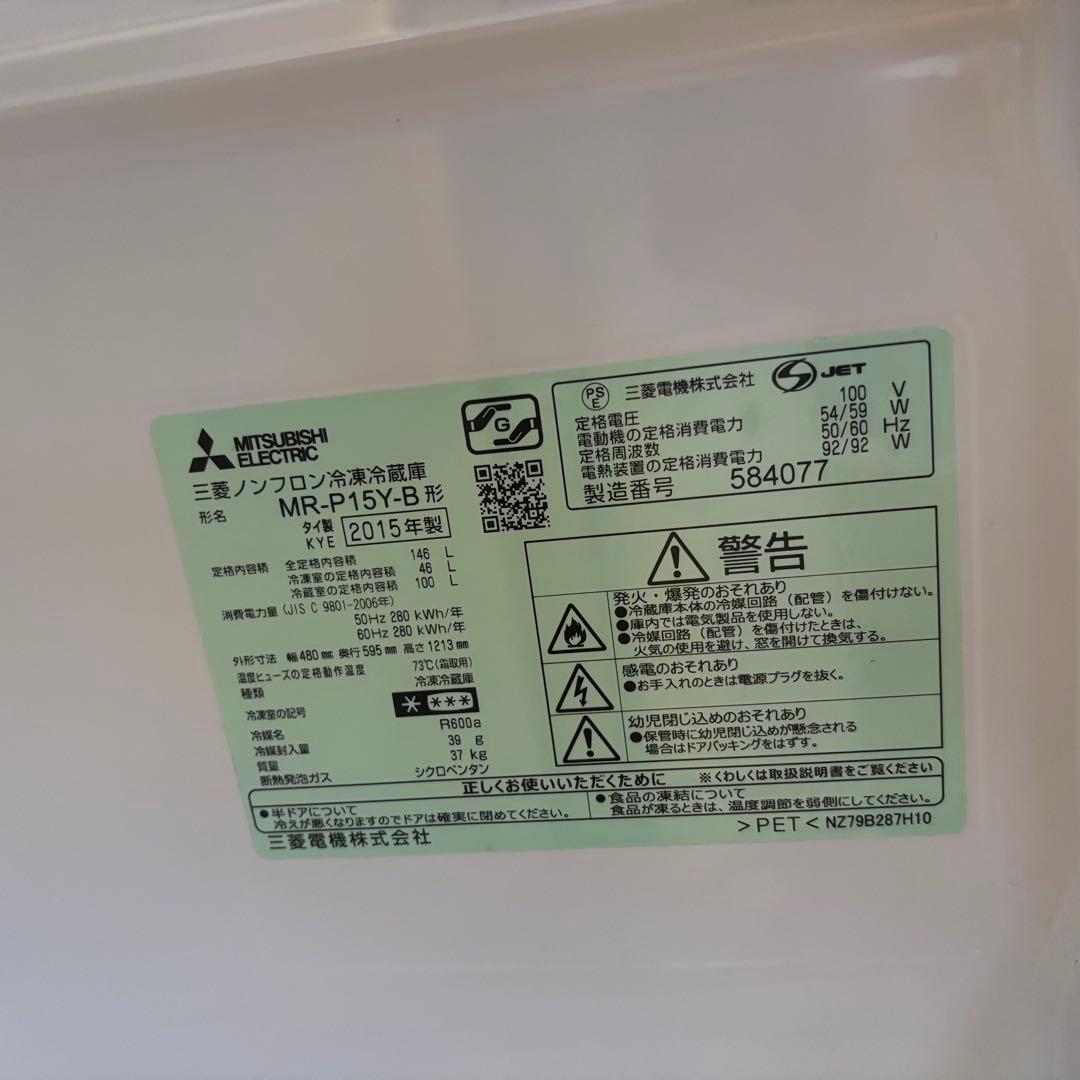 MITSUBISHI
ELECTRIC
G
三菱ノンフロン冷凍冷蔵庫
形名 MR-P15Y-B 形
タイ製
KYE 2015年製
定格内容積 全定格内容積 146 L
冷凍室の定格内容積 46 L
冷蔵室の定格内容積 100 L
消費電力量 (JIS C 9801-2006年)
50Hz 280 kWh/年
60Hz 280 kWh/年
外形寸法 幅 480 mm 奥行 595 mm 高さ 1213 mm
温度ヒューズの定格動作温度 73℃(霜取用)
種類 冷凍冷蔵庫
冷凍室の記号 * ***
冷媒名 R600a
冷媒封入量 39 g
質量 37 kg
断熱発泡ガス シクロペンタン
PS
E
三菱電機株式会社
JET
定格電圧 100 V
電動機の定格消費電力 54/59 W
定格周波数 50/60 Hz
電熱装置の定格消費電力 92/92 W
製造番号 584077
警告
発火・爆発のおそれあり
●冷蔵庫本体の冷媒回路(配管)を傷付けない。
●庫内では電気製品を使用しない。
●冷媒回路(配管)を傷付けたときは、
火気の使用を避け、窓を開けて換気する。
感電のおそれあり
●お手入れのときは電源プラグを抜く。
幼児閉じ込めのおそれあり
●保管時に幼児閉じ込めが懸念される
場合はドアパッキングをはずす。
正しくお使いいただくために ※くわしくは取扱説明書をご覧ください
●半ドアについて
冷えが悪くなりますのでドアは確実に閉めてください。
●食品の凍結について
食品が凍るときは、温度調節を弱側にしてください。
三菱電機株式会社
>PET< NZ79B287H10